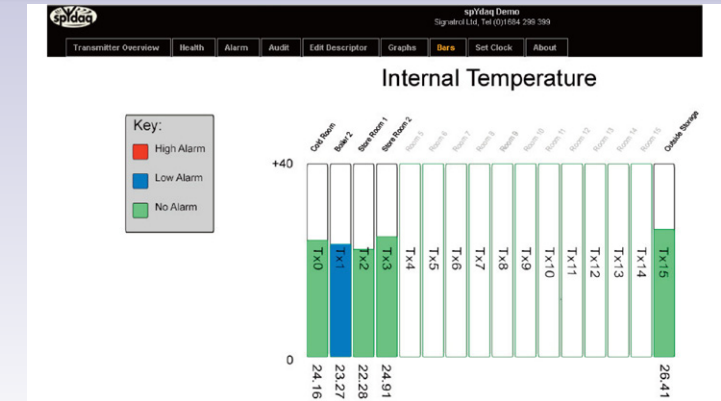 spYdaq
spYdaq Demo
Signatrol Ltd, Tel (0)1684 299 399
Transmitter Overview Health Alarm Audit Edit Descriptor Graphs Bars Set Clock About
Internal Temperature
Key:
High Alarm
Low Alarm
No Alarm
Cold Room Boiler 2 Store Room 1 Store Room 2 Room 5 Room 6 Room 7 Room 8 Room 9 Room 10 Room 11 Room 12 Room 13 Room 14 Room 15 Outside Storage
+40
Tx0 Tx1 Tx2 Tx3 Tx4 Tx5 Tx6 Tx7 Tx8 Tx9 Tx10 Tx11 Tx12 Tx13 Tx14 Tx15
0
24.16 23.27 22.28 24.91 26.41